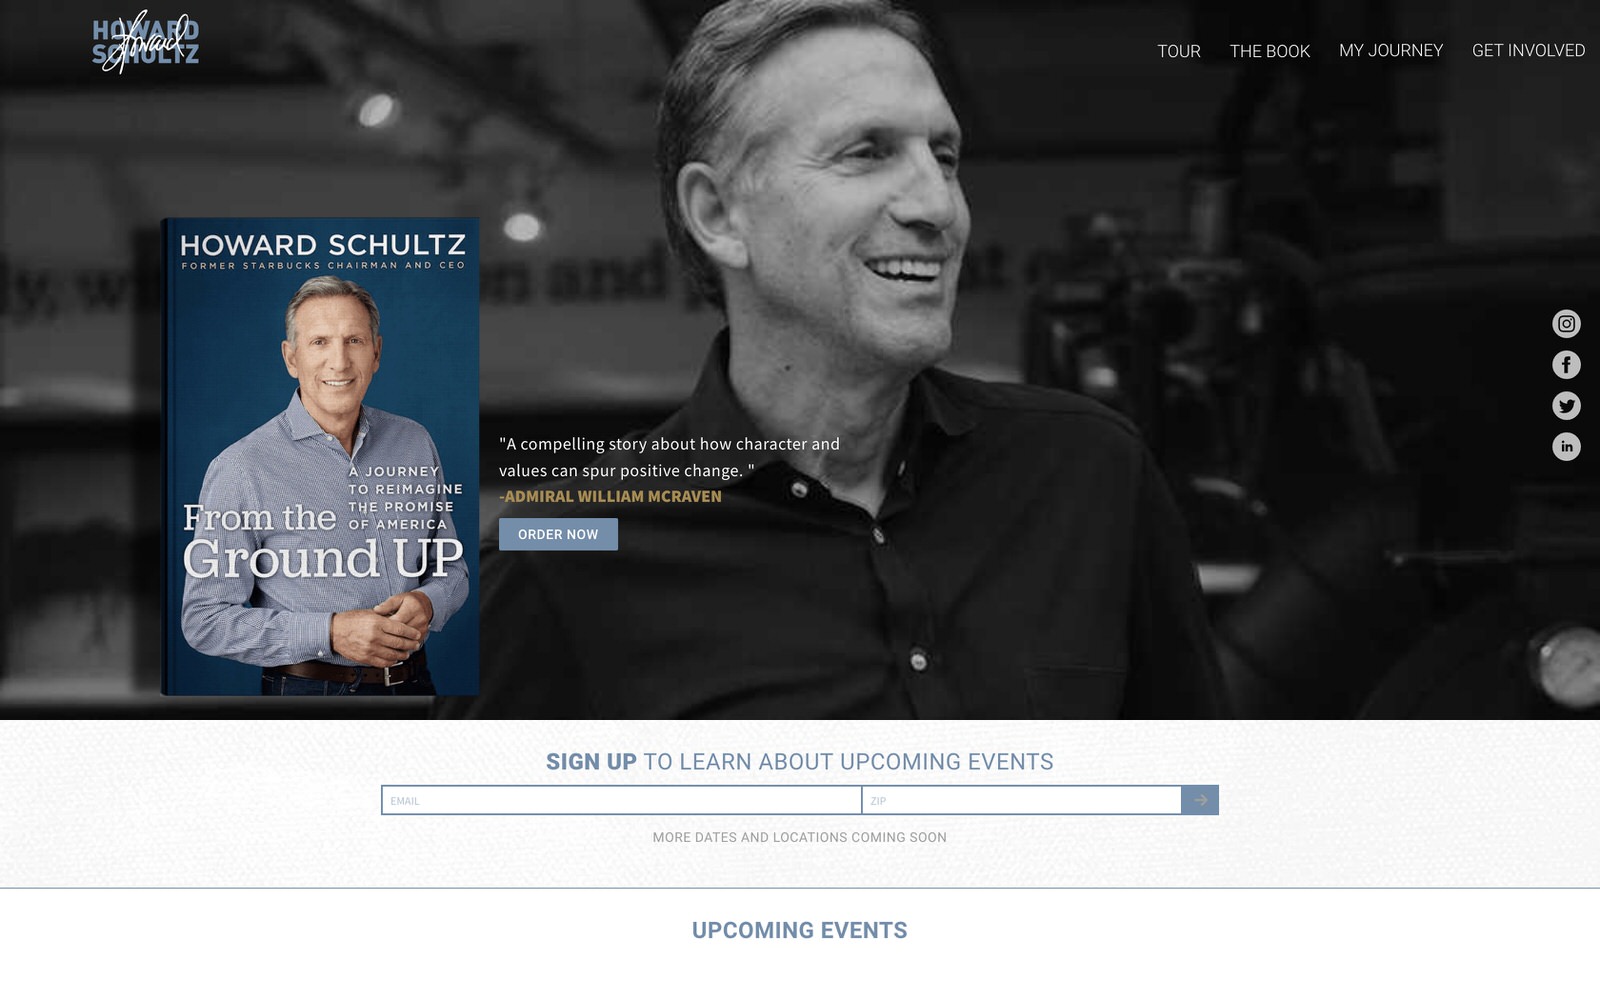 HOWARD
SCHULTZ
Howard
TOUR
THE BOOK
MY JOURNEY
GET INVOLVED
HOWARD SCHULTZ
FORMER STARBUCKS CHAIRMAN AND CEO
A JOURNEY
TO REIMAGINE
THE PROMISE
OF AMERICA
From the
Ground UP
"A compelling story about how character and
values can spur positive change. "
-ADMIRAL WILLIAM MCRAVEN
ORDER NOW
SIGN UP TO LEARN ABOUT UPCOMING EVENTS
EMAIL
ZIP
MORE DATES AND LOCATIONS COMING SOON
UPCOMING EVENTS